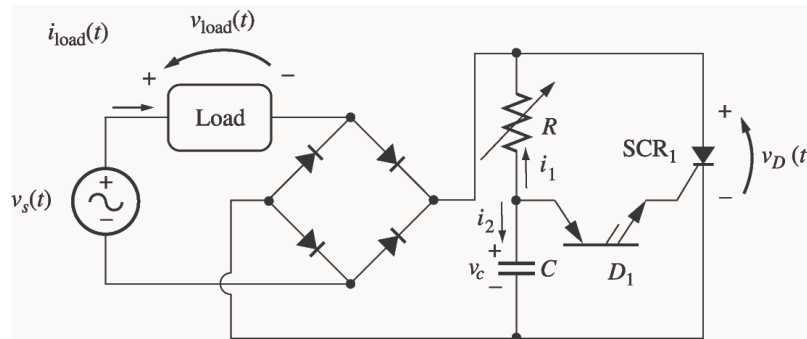 i_load(t)
v_load(t)
+
−
Load
+
−
v_s(t)
R
i_1
i_2
+
v_c
−
C
D_1
SCR_1
+
v_D (t
−